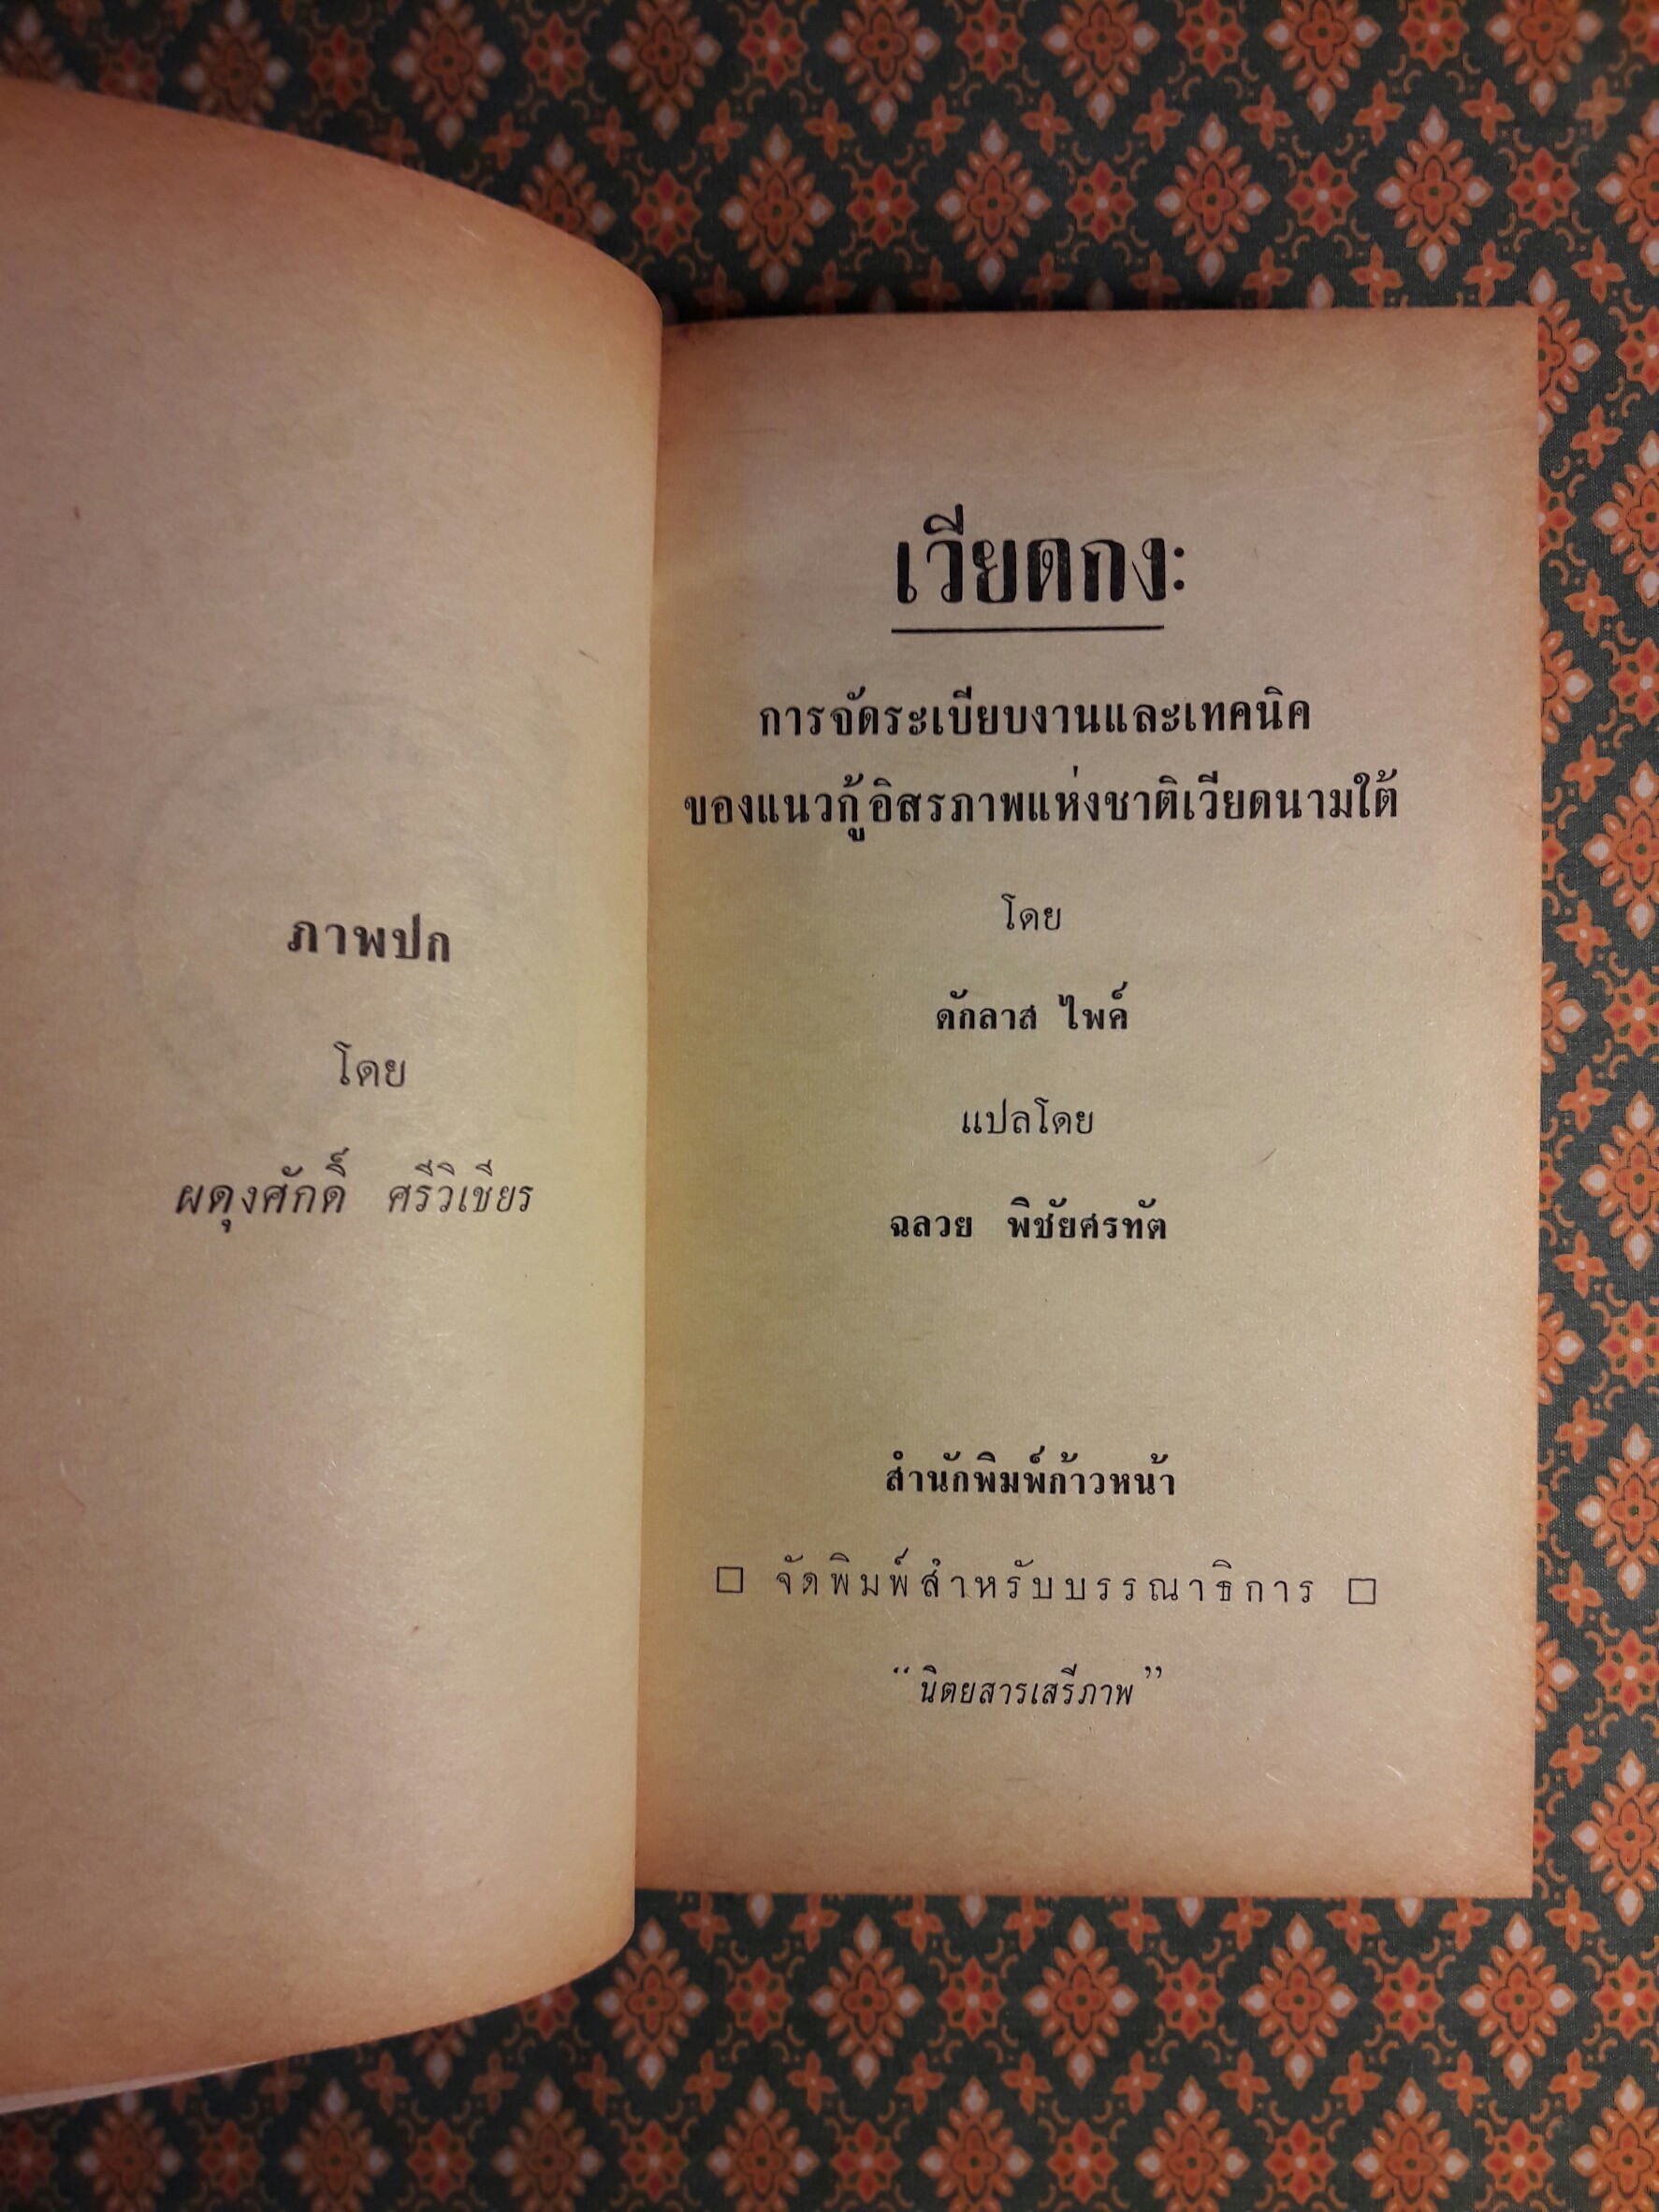 ภาพปก
โดย
ผดุงศักดิ์ ศรีวิเชียร
เวียดกง:
การจัดระเบียบงานและเทคนิค
ของแนวกู้อิสรภาพแห่งชาติเวียดนามใต้
โดย
ดักลาส ไพค์
แปลโดย
ฉลวย พิชัยศรทัต
สำนักพิมพ์ก้าวหน้า
□ จัดพิมพ์สำหรับบรรณาธิการ □
“นิตยสารเสรีภาพ”